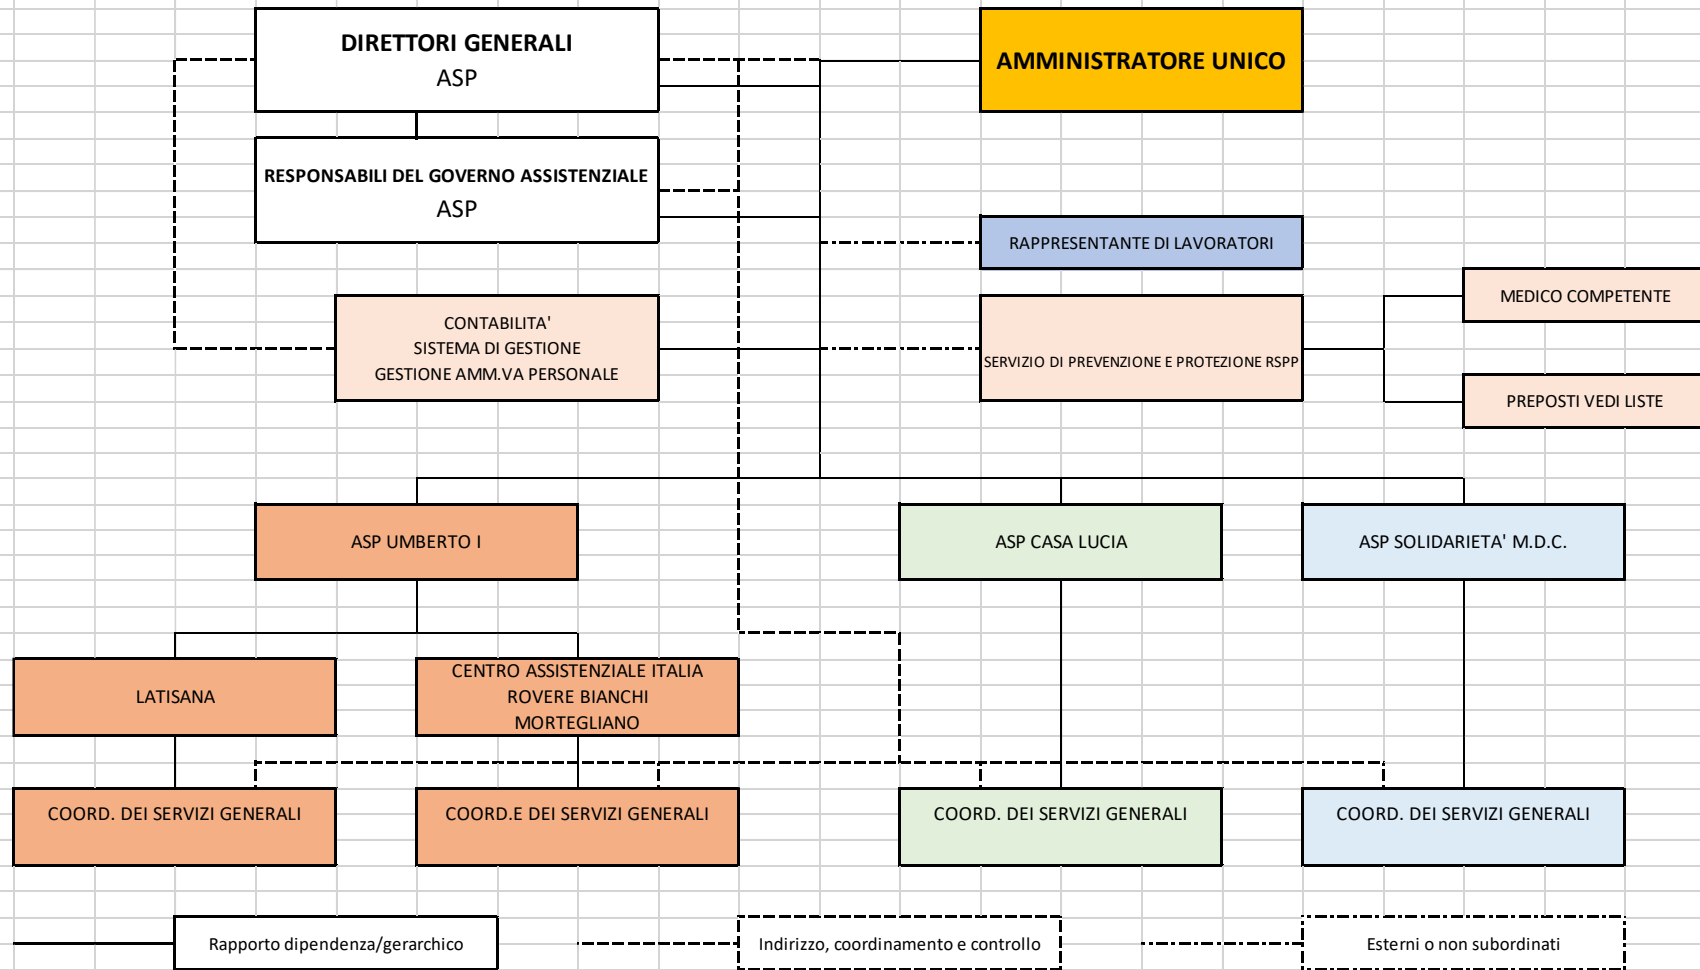 DIRETTORI GENERALI
ASP
AMMINISTRATORE UNICO
RESPONSABILI DEL GOVERNO ASSISTENZIALE
ASP
RAPPRESENTANTE DI LAVORATORI
MEDICO COMPETENTE
CONTABILITA'
SISTEMA DI GESTIONE
GESTIONE AMM.VA PERSONALE
SERVIZIO DI PREVENZIONE E PROTEZIONE RSPP
PREPOSTI VEDI LISTE
ASP UMBERTO I
ASP CASA LUCIA
ASP SOLIDARIETA' M.D.C.
LATISANA
CENTRO ASSISTENZIALE ITALIA
ROVERE BIANCHI
MORTEGLIANO
COORD. DEI SERVIZI GENERALI
COORD.E DEI SERVIZI GENERALI
COORD. DEI SERVIZI GENERALI
COORD. DEI SERVIZI GENERALI
Rapporto dipendenza/gerarchico
Indirizzo, coordinamento e controllo
Esterni o non subordinati